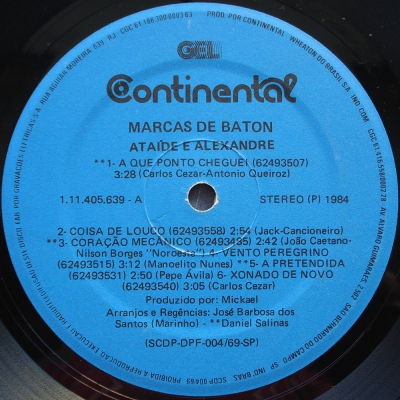 GEL
Continental
MARCAS DE BATON
ATAÍDE E ALEXANDRE
**1- A QUE PONTO CHEGUEI (62493507)
3:28 (Carlos Cezar-Antonio Queiroz)
1.11.405.639 - A
STEREO (P) 1984
2- COISA DE LOUCO (62493558) 2:54 (Jack-Cancioneiro)
**3- CORAÇÃO MECÂNICO (62493495) 2:42 (João Caetano-
Nilson Borges "Noroesta") 4- VENTO PEREGRINO
(62493515) 3:12 (Manoelito Nunes) **5- A PRETENDIDA
(62493531) 2:50 (Pepe Ávila) 6- XONADO DE NOVO
(62493540) 3:05 (Carlos Cezar)
Produzido por: Mickael
Arranjos e Regências: José Barbosa dos
Santos (Marinho) - **Daniel Salinas
(SCDP-DPF-004/69-SP)